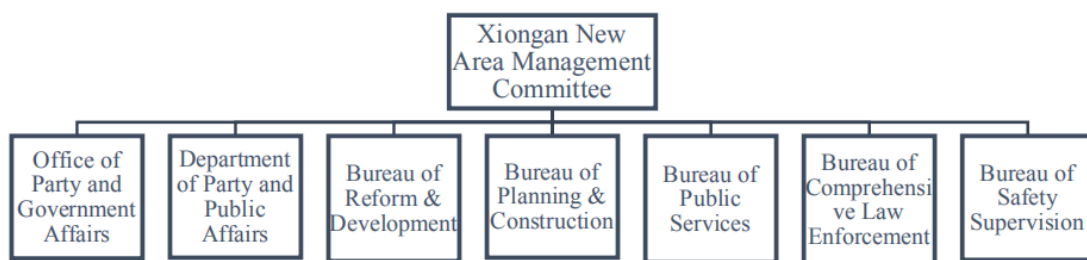 Xiongan New
Area Management
Committee
Office of
Party and
Government
Affairs
Department
of Party and
Public
Affairs
Bureau of
Reform &
Development
Bureau of
Planning &
Construction
Bureau of
Public
Services
Bureau of
Comprehensi
ve Law
Enforcement
Bureau of
Safety
Supervision